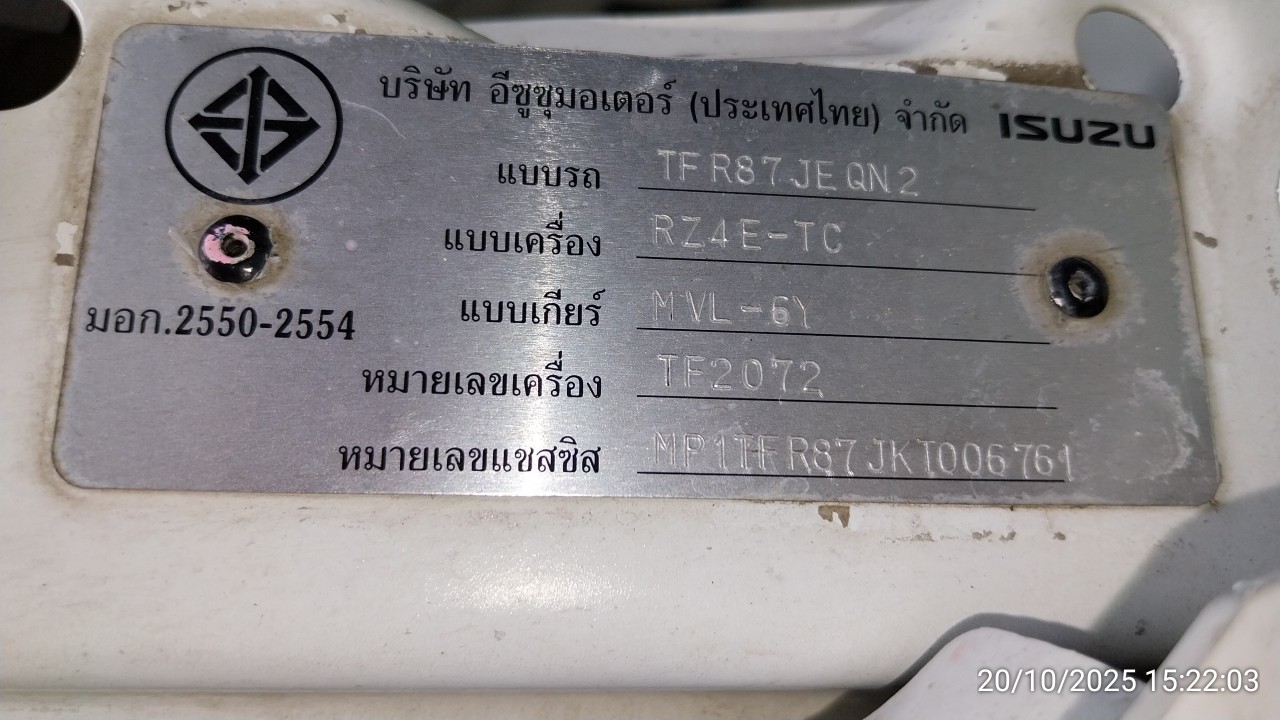 บริษัท อีซูซุมอเตอร์ (ประเทศไทย) จำกัด ISUZU
แบบรถ TFR87JEQN2
แบบเครื่อง RZ4E-TC
แบบเกียร์ MVL-6Y
มอก.2550-2554
หมายเลขเครื่อง TF2072
หมายเลขแชสซิส MP1TFR87JKT006761
20/10/2025 15:22:03